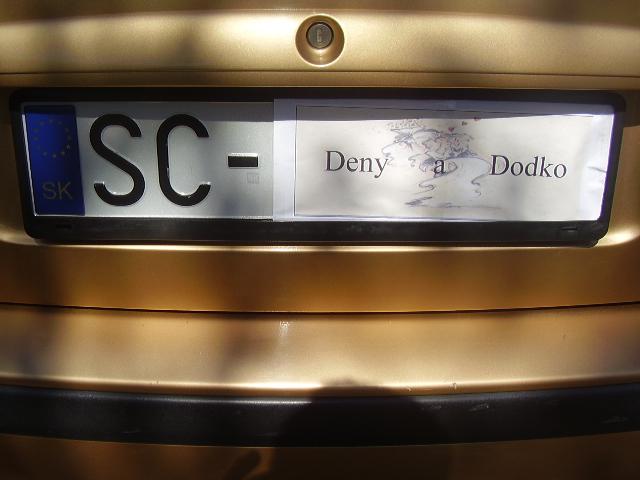 SK SC- Deny a Dodko